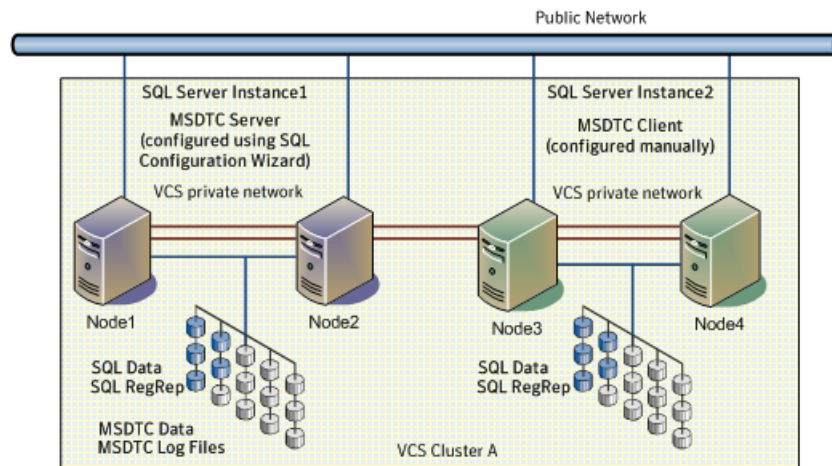 Public Network
SQL Server Instance1
MSDTC Server
(configured using SQL
Configuration Wizard)
VCS private network
SQL Server Instance2
MSDTC Client
(configured manually)
VCS private network
Node1
Node2
Node3
Node4
SQL Data
SQL RegRep
MSDTC Data
MSDTC Log Files
SQL Data
SQL RegRep
VCS Cluster A